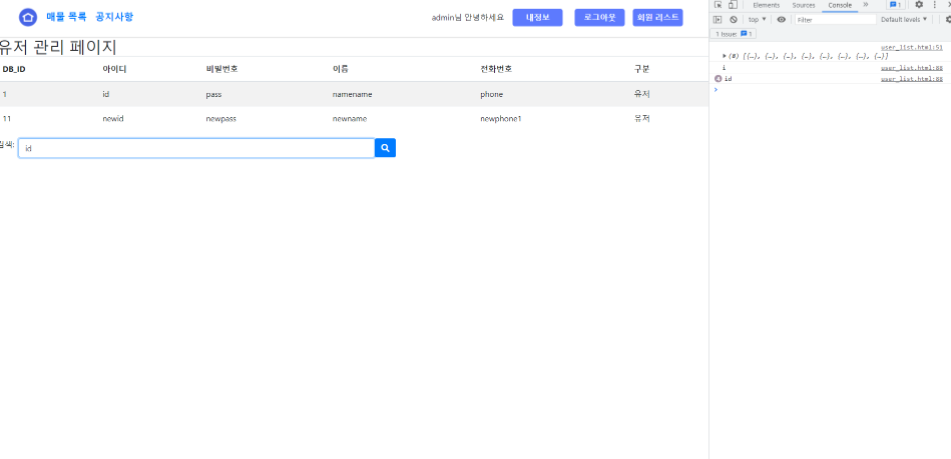 매물 목록 공지사항 admin님 안녕하세요 내정보 로그아웃 회원 리스트
유저 관리 페이지
DB_ID 아이디 비밀번호 이름 전화번호 구분
1 id pass namename phone 유저
11 newid newpass newname newphone1 유저
검색: id
Elements Sources Console » 1
top ▼ Filter Default levels ▼
1 Issue: 1
user_list.html:51
▶ (8) [{…}, {…}, {…}, {…}, {…}, {…}, {…}, {…}]
i user_list.html:88
4 id user_list.html:88
>